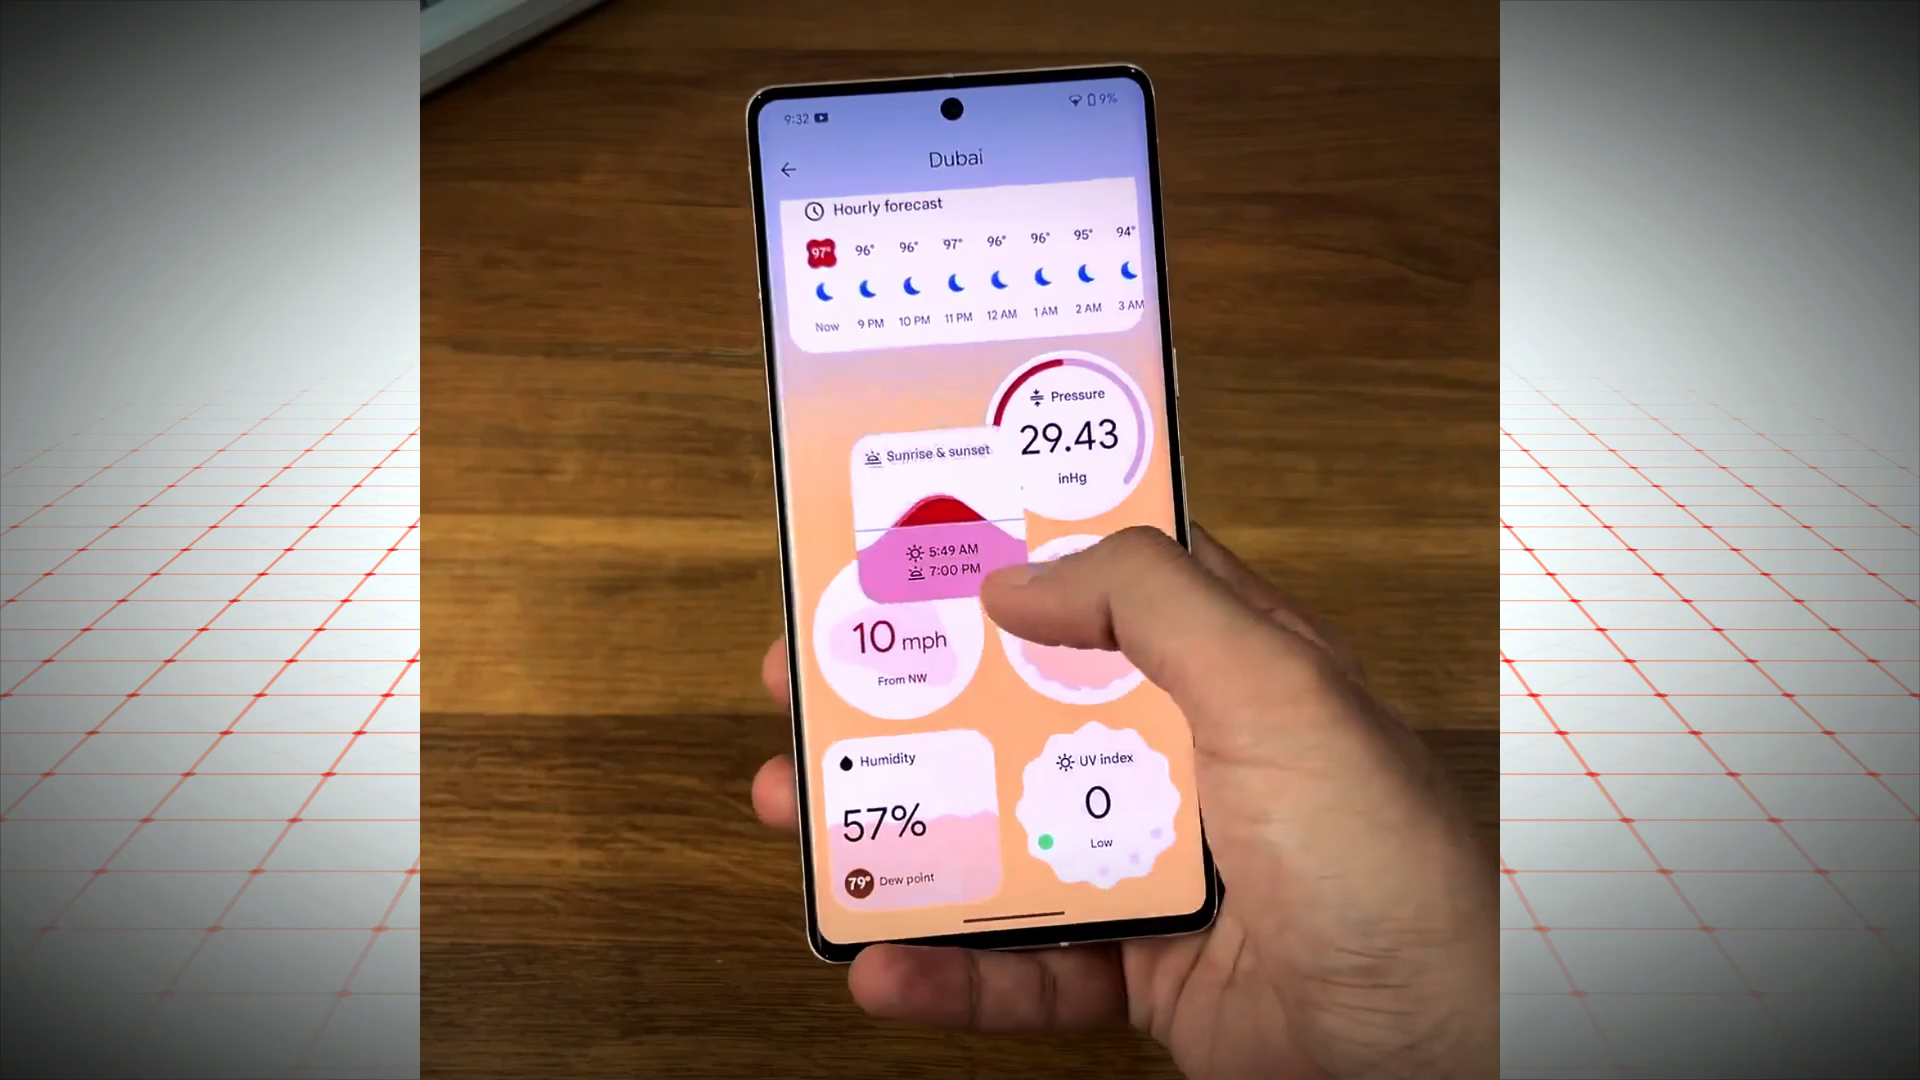 9:32 9%
Dubai
Hourly forecast
97° 96° 96° 97° 96° 96° 95° 94°
Now 9 PM 10 PM 11 PM 12 AM 1 AM 2 AM 3 AM
Pressure
29.43
inHg
Sunrise & sunset
5:49 AM
7:00 PM
10 mph
From NW
Humidity
57%
79° Dew point
UV index
0
Low